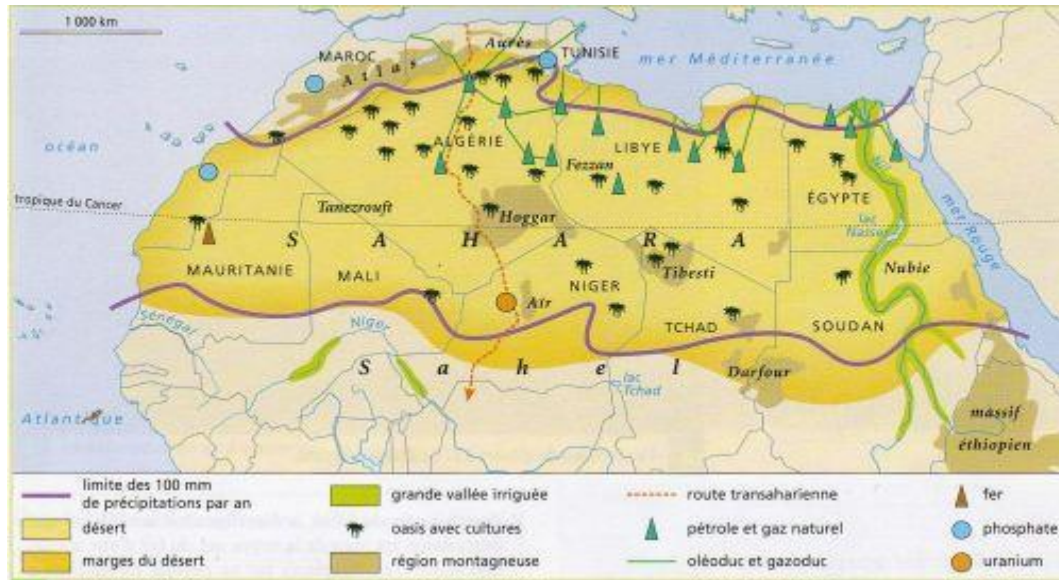 1 000 km
MAROC
Atlas
Aurès
TUNISIE
mer Méditerranée
océan
ALGÉRIE
Fezzan
LIBYE
ÉGYPTE
Nil
tropique du Cancer
Tanezrouft
Hoggar
lac
Nasser
mer Rouge
SAHARA
MAURITANIE
MALI
NIGER
Tibesti
Nubie
Aïr
TCHAD
SOUDAN
Sénégal
Niger
Sahel
lac
Tchad
Darfour
Atlantique
massif
éthiopien
limite des 100 mm
de précipitations par an
désert
marges du désert
grande vallée irriguée
oasis avec cultures
région montagneuse
route transaharienne
pétrole et gaz naturel
oléoduc et gazoduc
fer
phosphate
uranium